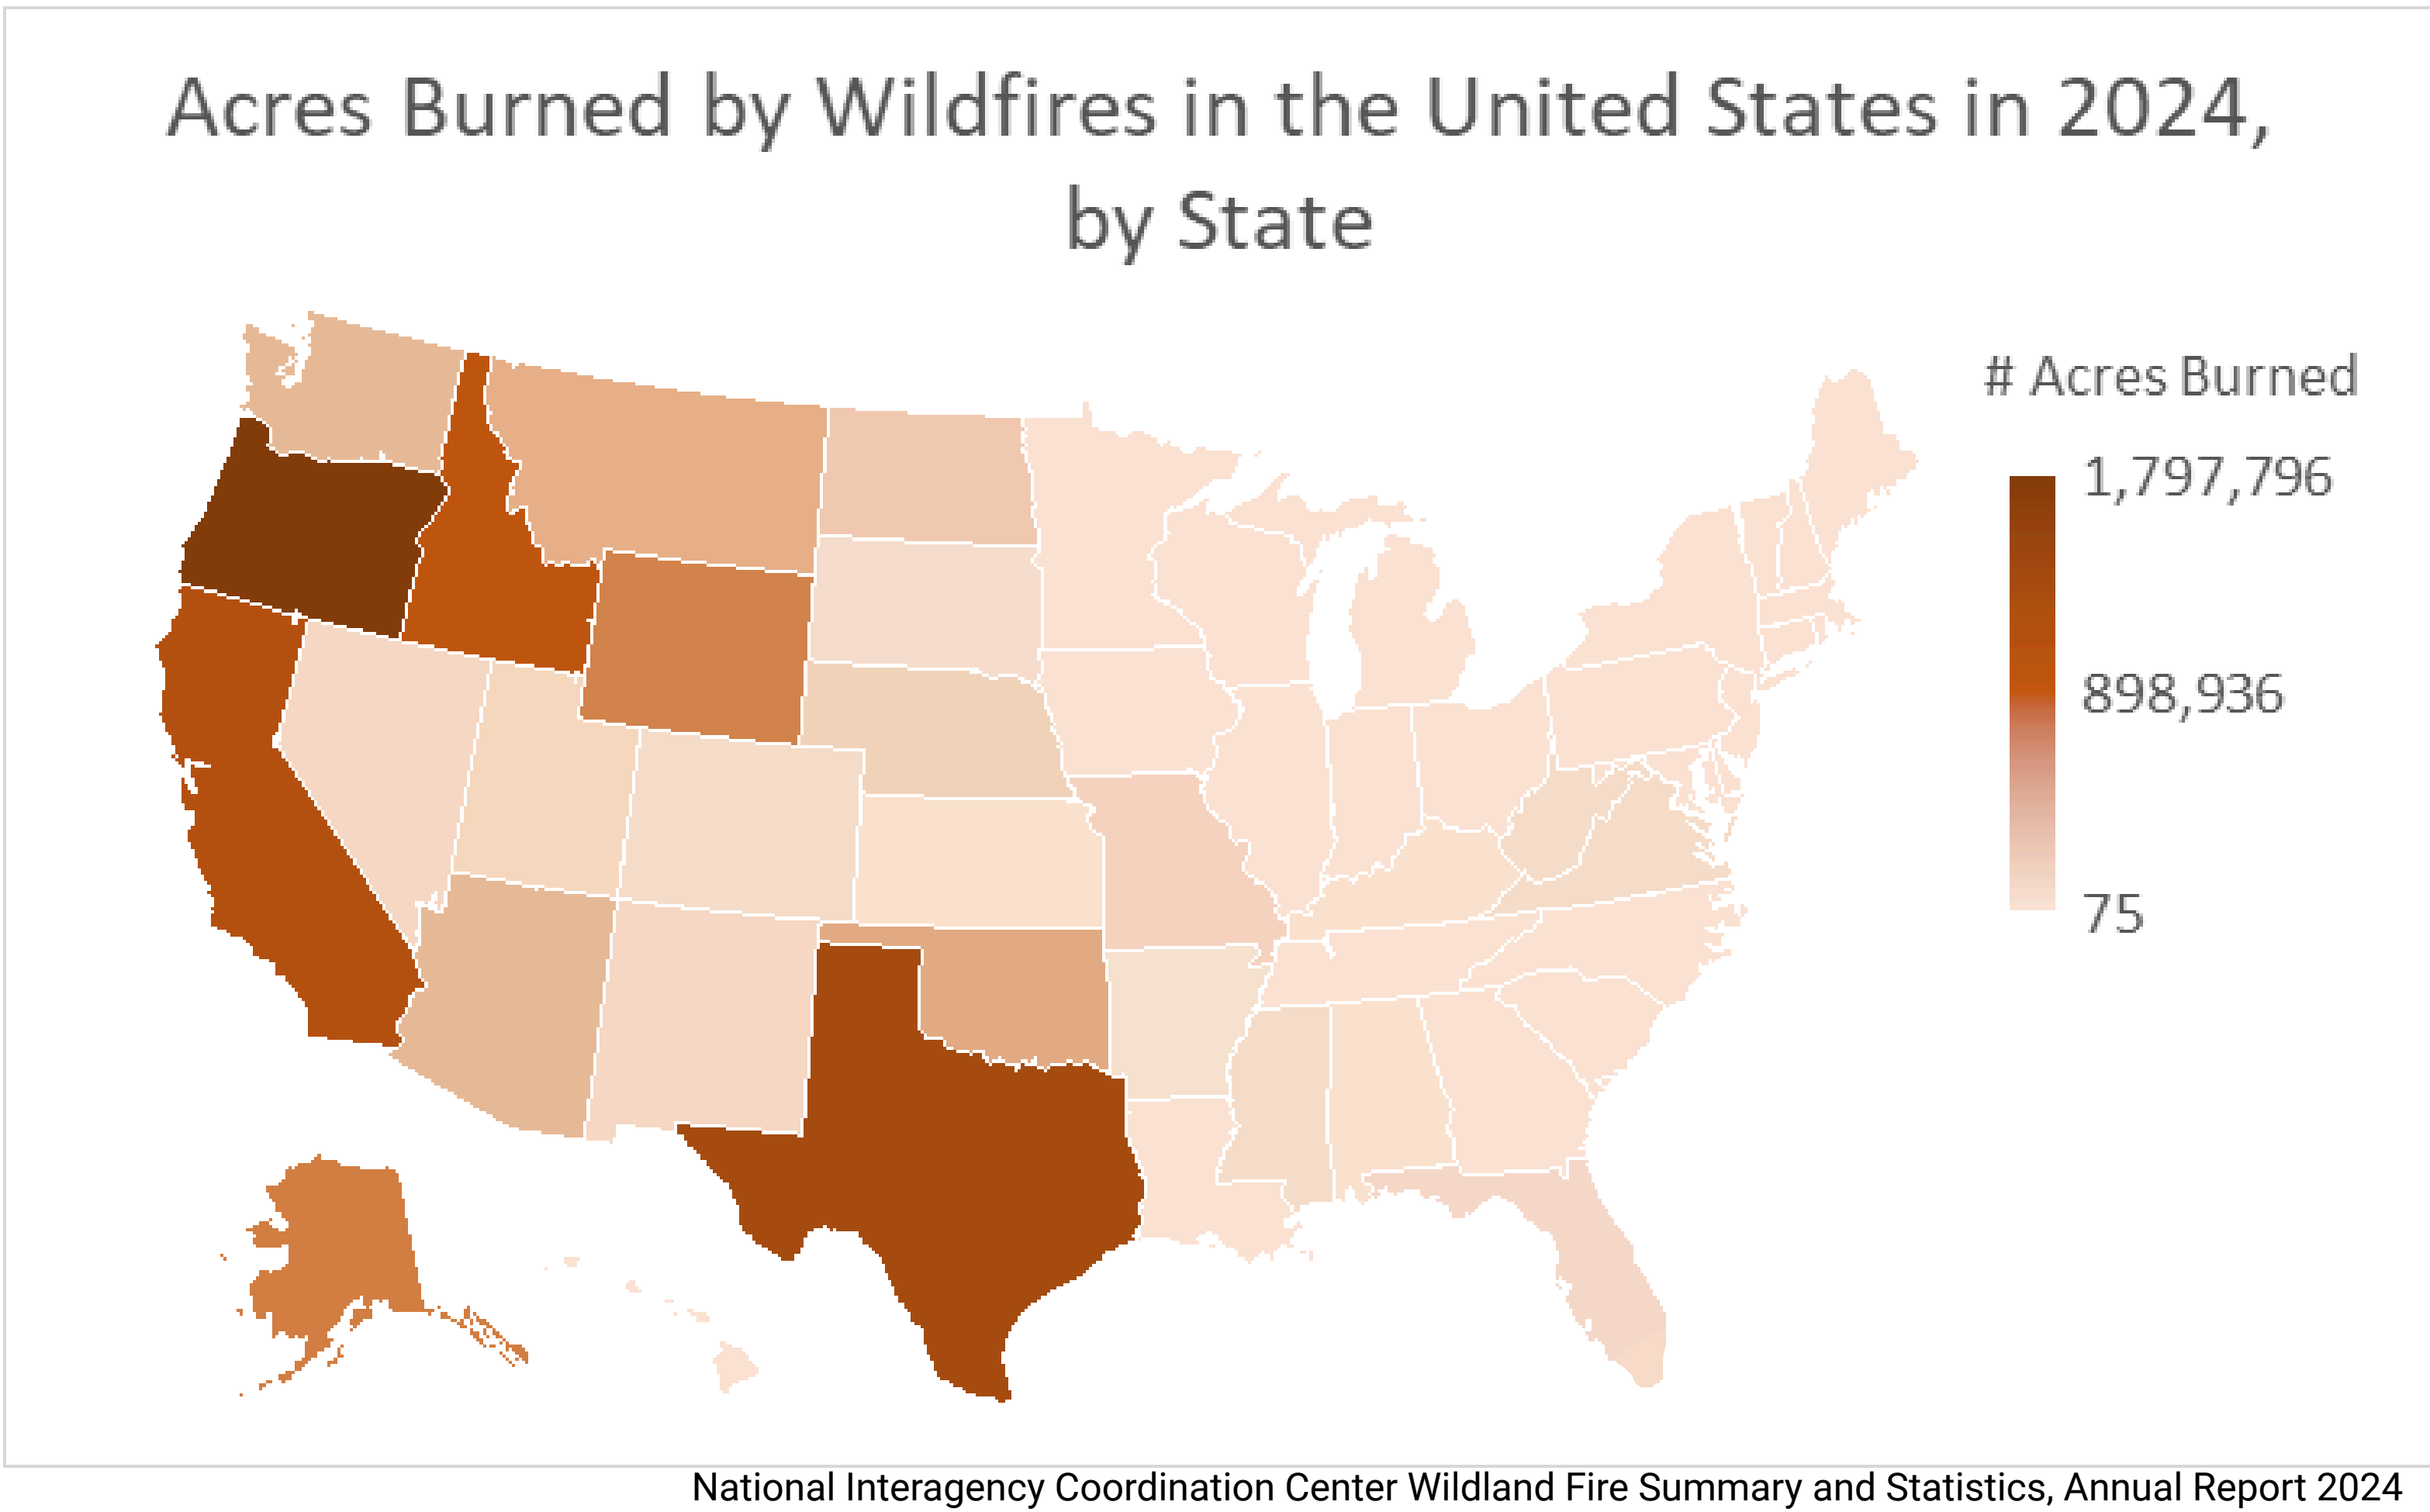 Acres Burned by Wildfires in the United States in 2024,
by State
# Acres Burned
1,797,796
898,936
75
National Interagency Coordination Center Wildland Fire Summary and Statistics, Annual Report 2024